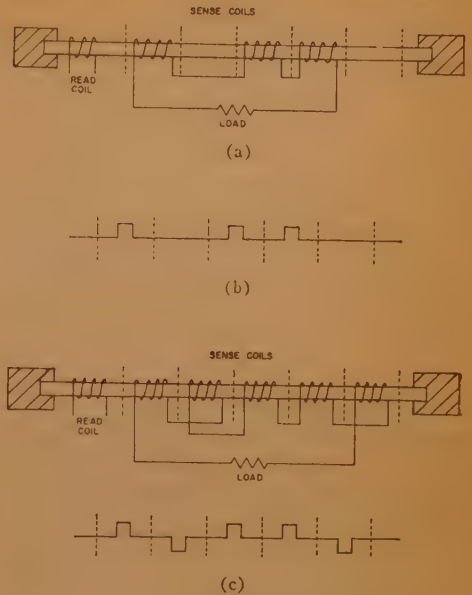 SENSE COILS
READ
COIL
LOAD
(a)
(b)
SENSE COILS
READ
COIL
LOAD
(c)